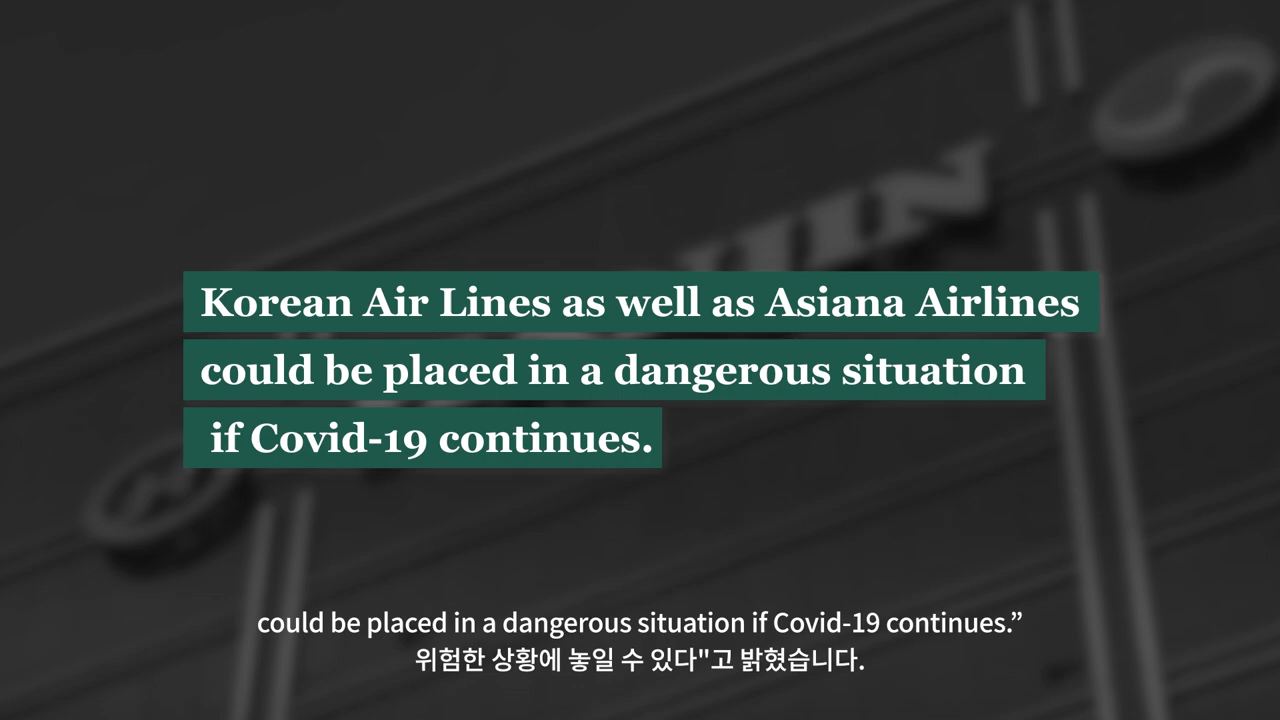 Korean Air Lines as well as Asiana Airlines
could be placed in a dangerous situation
if Covid-19 continues.
could be placed in a dangerous situation if Covid-19 continues.”
위험한 상황에 놓일 수 있다"고 밝혔습니다.